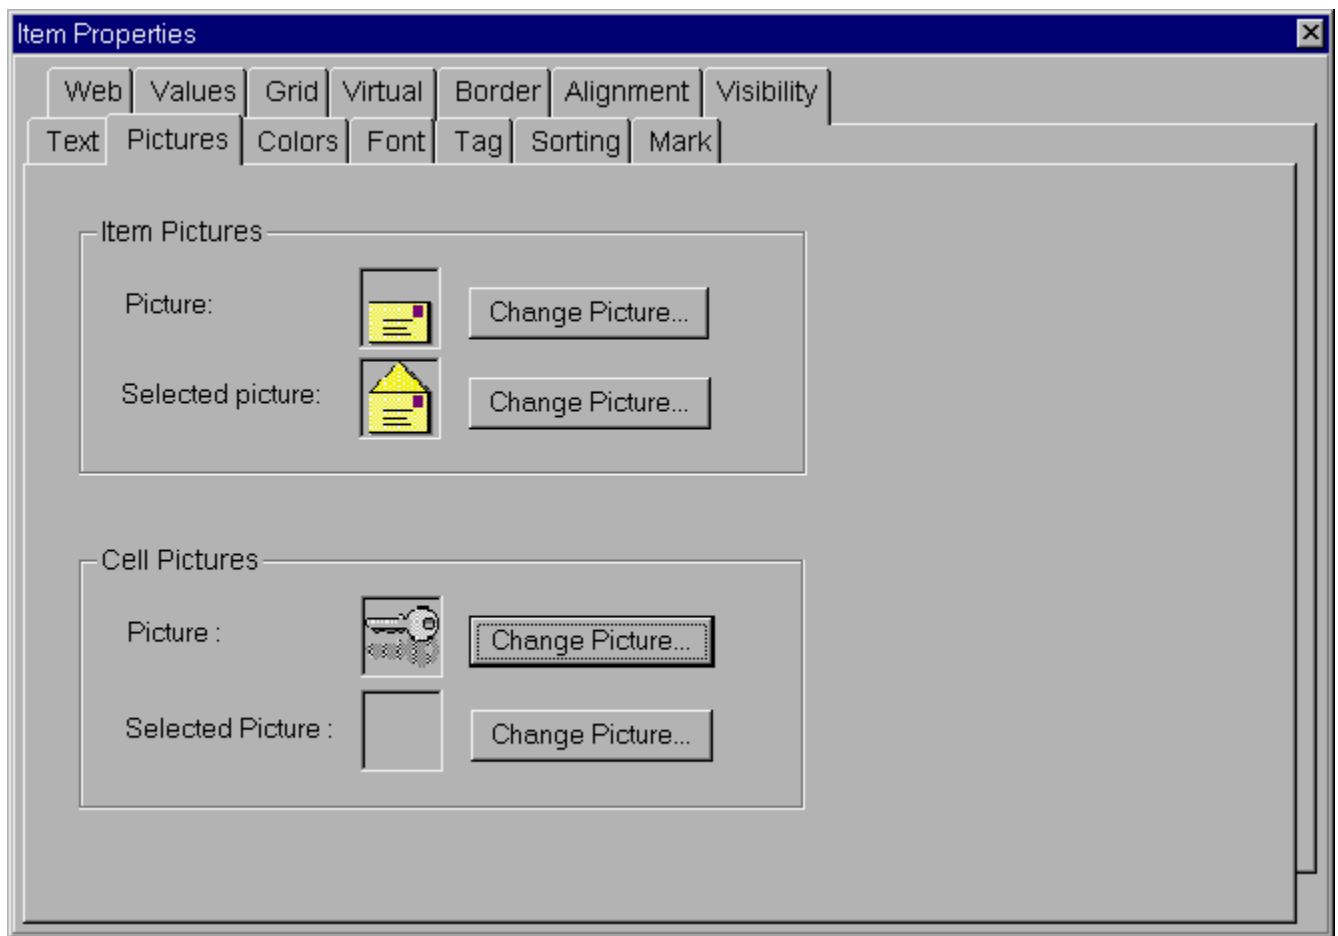 Item Properties
Web Values Grid Virtual Border Alignment Visibility
Text Pictures Colors Font Tag Sorting Mark
Item Pictures
Picture: Change Picture...
Selected picture: Change Picture...
Cell Pictures
Picture : Change Picture...
Selected Picture : Change Picture...